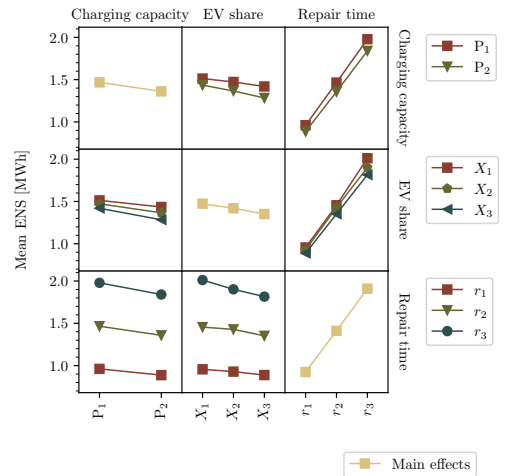 Charging capacity EV share Repair time
2.0
1.5
1.0
Charging capacity
P₁
P₂
Mean ENS [MWh]
2.0
1.5
1.0
EV share
X₁
X₂
X₃
2.0
1.5
1.0
Repair time
r₁
r₂
r₃
P₁ P₂ X₁ X₂ X₃ r₁ r₂ r₃
Main effects